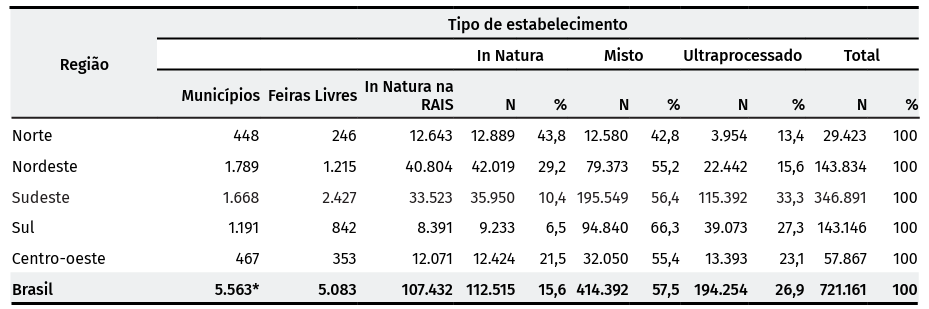 Tipo de estabelecimento
Região
In Natura Misto Ultraprocessado Total
Municípios Feiras Livres In Natura na RAIS N % N % N % N %
Norte 448 246 12.643 12.889 43,8 12.580 42,8 3.954 13,4 29.423 100
Nordeste 1.789 1.215 40.804 42.019 29,2 79.373 55,2 22.442 15,6 143.834 100
Sudeste 1.668 2.427 33.523 35.950 10,4 195.549 56,4 115.392 33,3 346.891 100
Sul 1.191 842 8.391 9.233 6,5 94.840 66,3 39.073 27,3 143.146 100
Centro-oeste 467 353 12.071 12.424 21,5 32.050 55,4 13.393 23,1 57.867 100
Brasil 5.563* 5.083 107.432 112.515 15,6 414.392 57,5 194.254 26,9 721.161 100